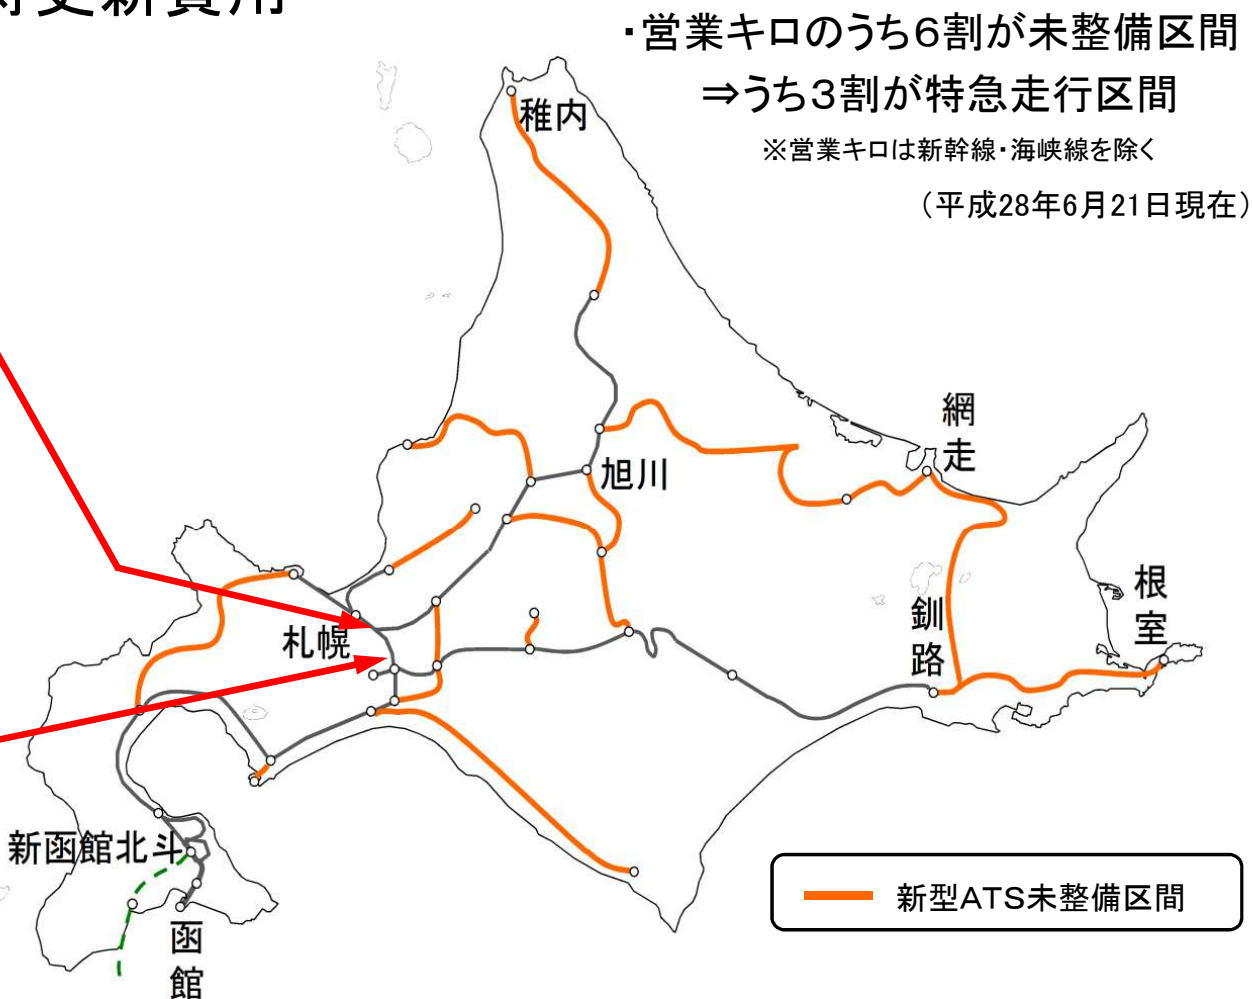 ・営業キロのうち６割が未整備区間
⇒うち３割が特急走行区間
※営業キロは新幹線・海峡線を除く
（平成28年6月21日現在）
稚内
網走
旭川
根室
釧路
札幌
新函館北斗
函館
新型ATS未整備区間